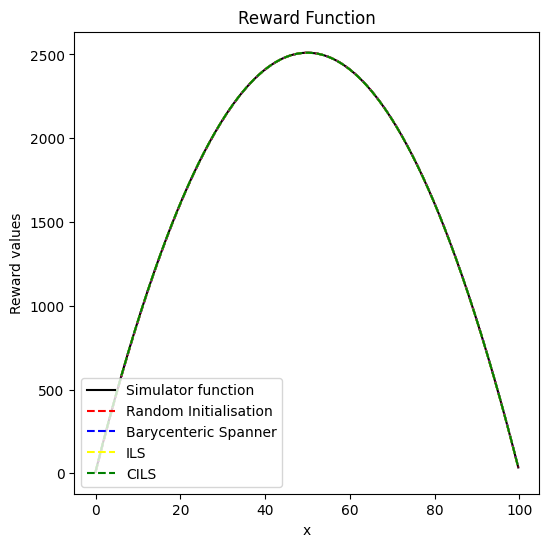 Reward Function
2500
2000
1500
1000
500
0
Reward values
Simulator function
Random Initialisation
Barycenteric Spanner
ILS
CILS
0 20 40 60 80 100
x